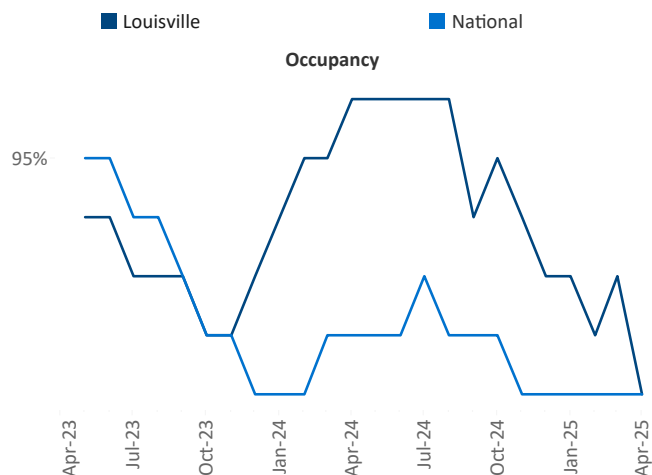 Louisville National
Occupancy
95%
Apr-23 Jul-23 Oct-23 Jan-24 Apr-24 Jul-24 Oct-24 Jan-25 Apr-25